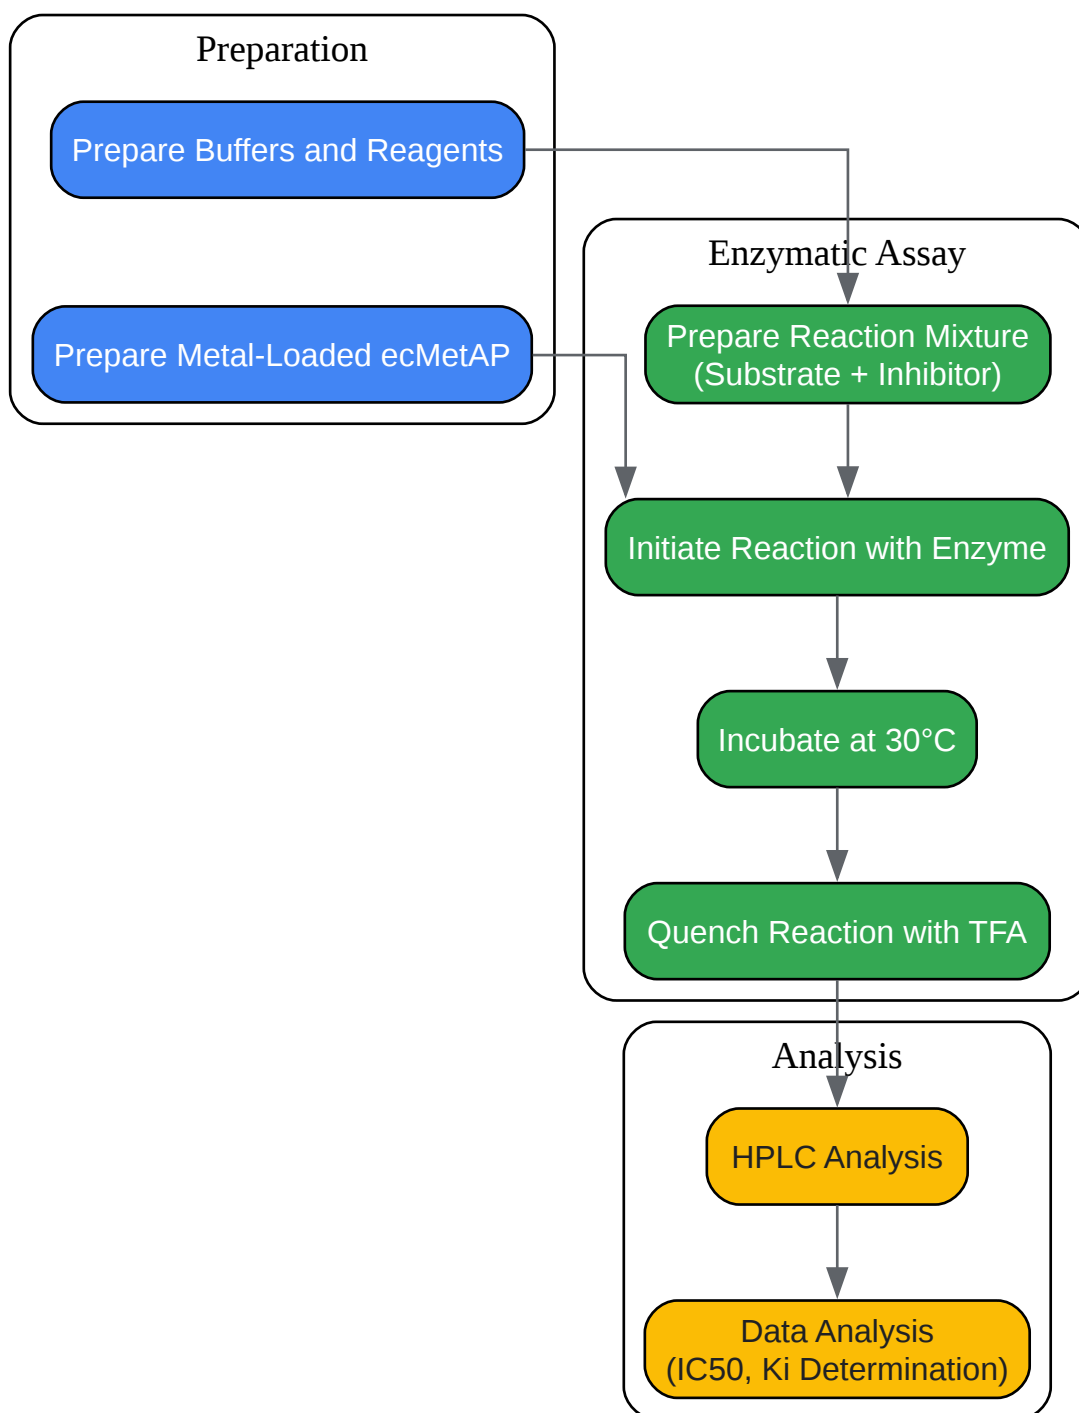 Preparation
Prepare Buffers and Reagents
Prepare Metal-Loaded ecMetAP
Enzymatic Assay
Prepare Reaction Mixture
(Substrate + Inhibitor)
Initiate Reaction with Enzyme
Incubate at 30°C
Quench Reaction with TFA
Analysis
HPLC Analysis
Data Analysis
(IC50, Ki Determination)